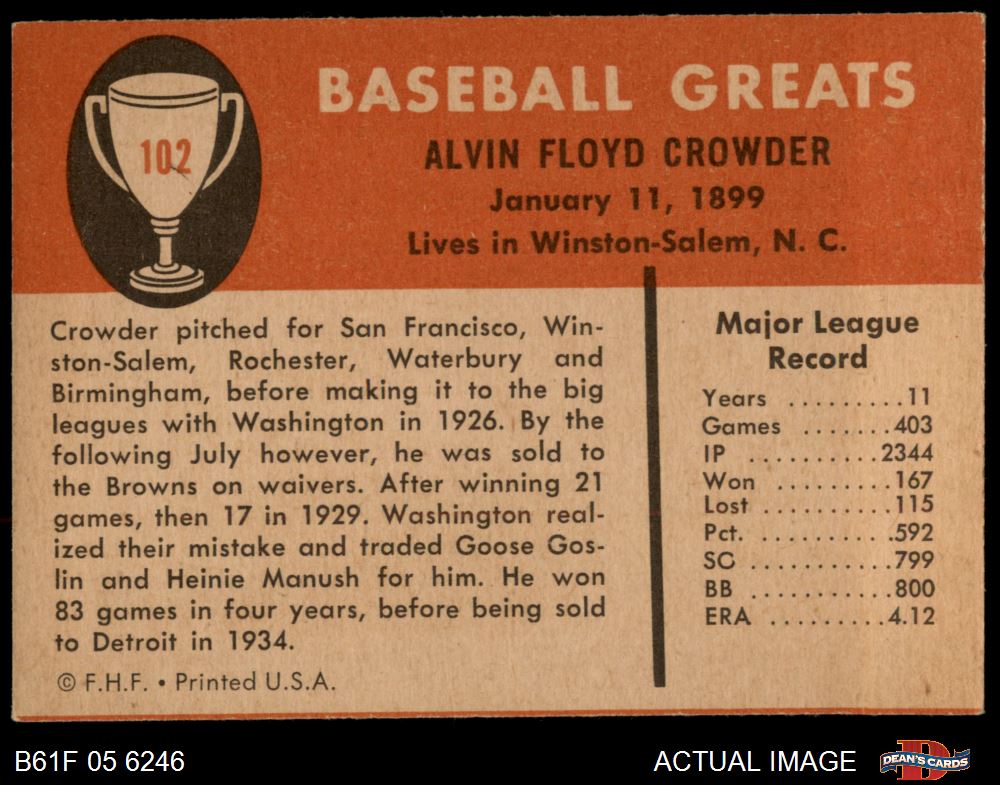 102
BASEBALL GREATS
ALVIN FLOYD CROWDER
January 11, 1899
Lives in Winston-Salem, N. C.
Crowder pitched for San Francisco, Win-
ston-Salem, Rochester, Waterbury and
Birmingham, before making it to the big
leagues with Washington in 1926. By the
following July however, he was sold to
the Browns on waivers. After winning 21
games, then 17 in 1929. Washington real-
ized their mistake and traded Goose Gos-
lin and Heinie Manush for him. He won
83 games in four years, before being sold
to Detroit in 1934.
© F.H.F. • Printed U.S.A.
Major League
Record
Years .........11
Games .......403
IP ..........2344
Won .........167
Lost ..........115
Pct. ..........592
SO ...........799
BB ...........800
ERA .........4.12
B61F 05 6246
ACTUAL IMAGE
D
DEAN'S CARDS